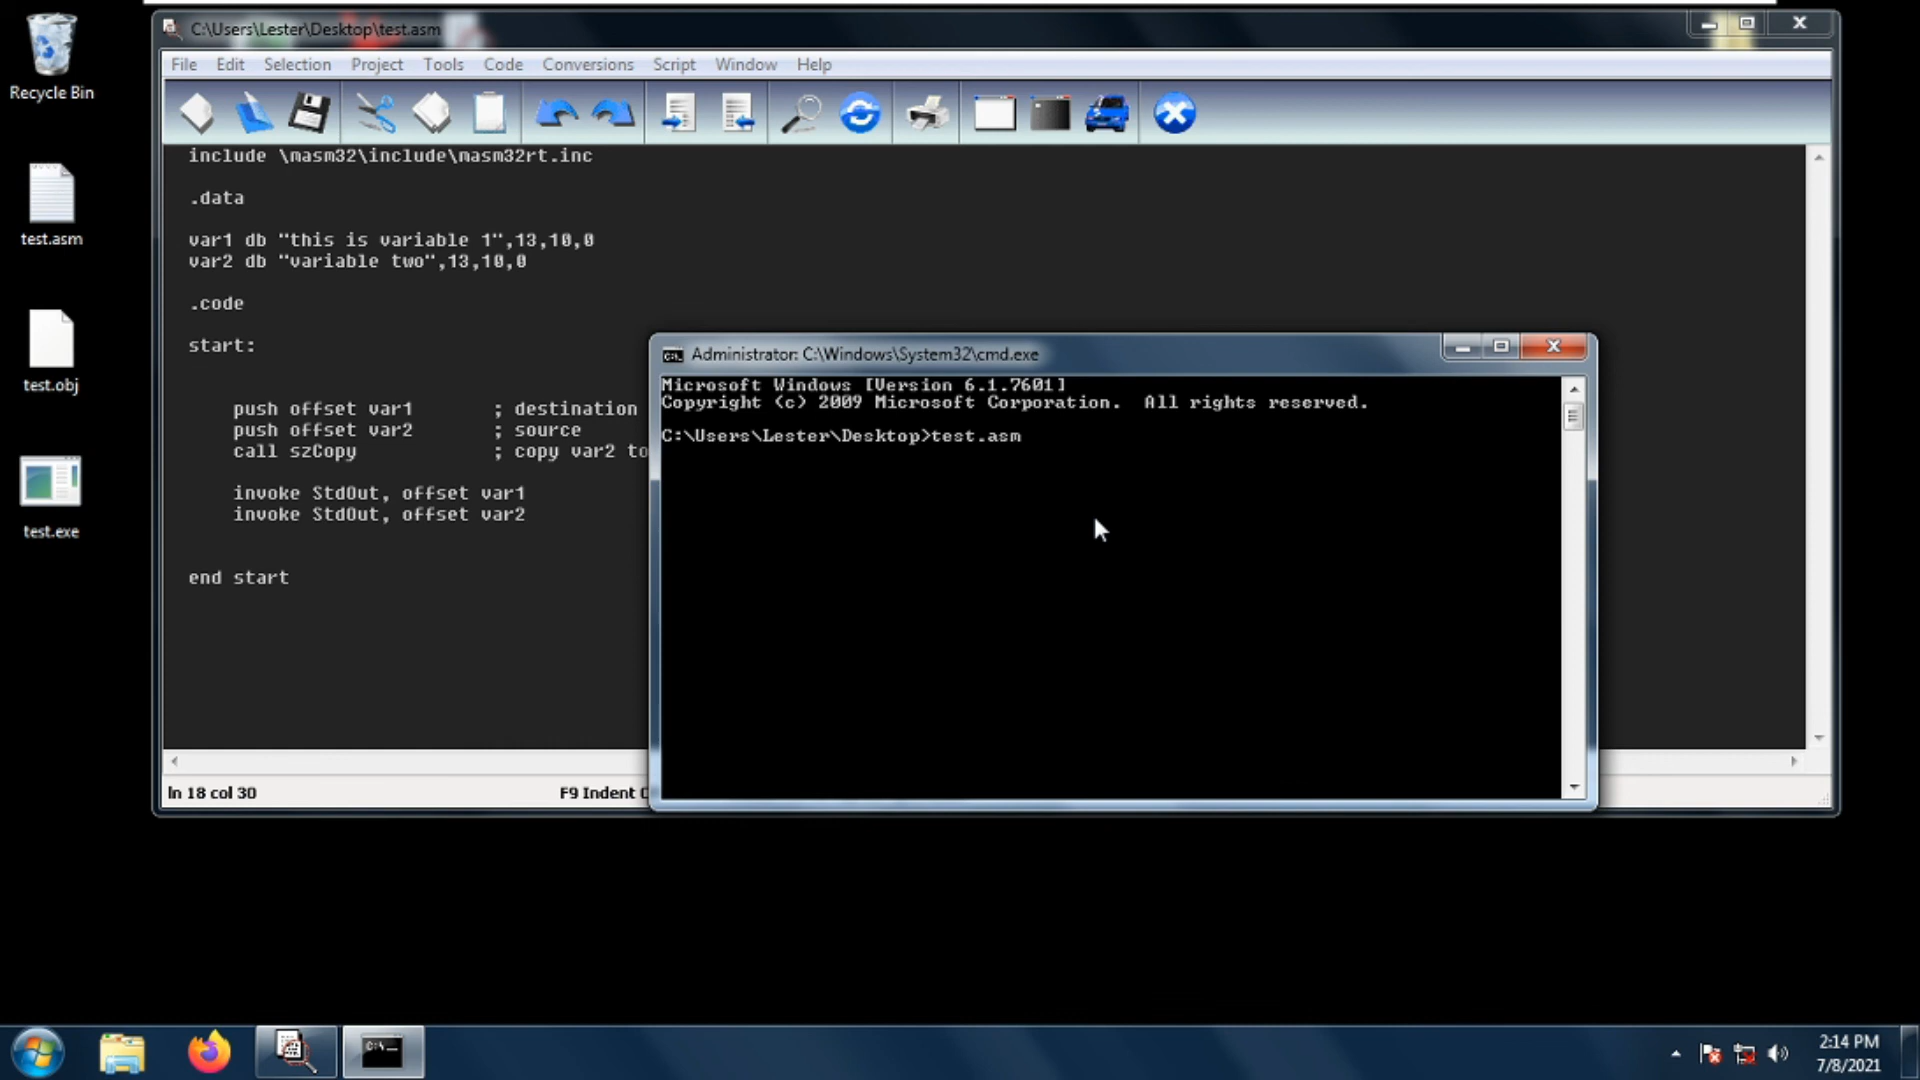 Recycle Bin
test.asm
test.obj
test.exe
C:\Users\Lester\Desktop\test.asm
File Edit Selection Project Tools Code Conversions Script Window Help
include \masm32\include\masm32rt.inc
.data
var1 db "this is variable 1",13,10,0
var2 db "variable two",13,10,0
.code
start:
push offset var1 ; destination
push offset var2 ; source
call szCopy ; copy var2 to
invoke StdOut, offset var1
invoke StdOut, offset var2
end start
ln 18 col 30 F9 Indent
Administrator: C:\Windows\System32\cmd.exe
Microsoft Windows [Version 6.1.7601]
Copyright (c) 2009 Microsoft Corporation.  All rights reserved.
C:\Users\Lester\Desktop>test.asm
2:14 PM
7/8/2021